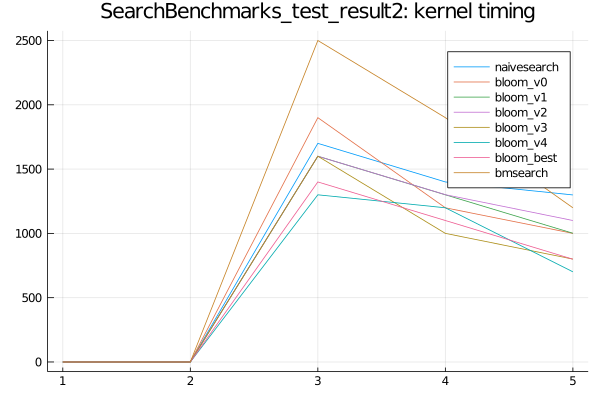 SearchBenchmarks_test_result2: kernel timing
2500
2000
1500
1000
500
0
naivesearch
bloom_v0
bloom_v1
bloom_v2
bloom_v3
bloom_v4
bloom_best
bmsearch
1 2 3 4 5